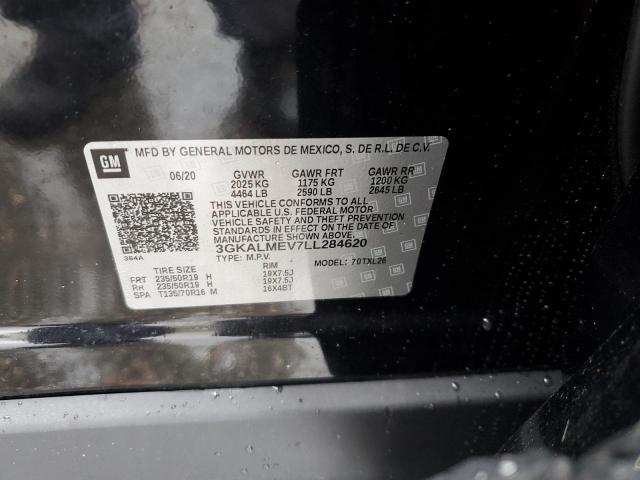 GM
MFD BY GENERAL MOTORS DE MEXICO, S. DE R.L. DE C.V.
06/20 GVWR GAWR FRT GAWR RR
2025 KG 1175 KG 1200 KG
4464 LB 2590 LB 2645 LB
THIS VEHICLE CONFORMS TO ALL
APPLICABLE U.S. FEDERAL MOTOR
VEHICLE SAFETY AND THEFT PREVENTION
STANDARDS IN EFFECT ON THE DATE
OF MANUFACTURE SHOWN ABOVE.
3GKALMEV7LL284620
TYPE: M.P.V. MODEL: 70TXL26
384A
TIRE SIZE RIM
FRT 235/50R19 H 19X7.5J
RR 235/50R19 H 19X7.5J
SPA T135/70R16 M 16X4BT